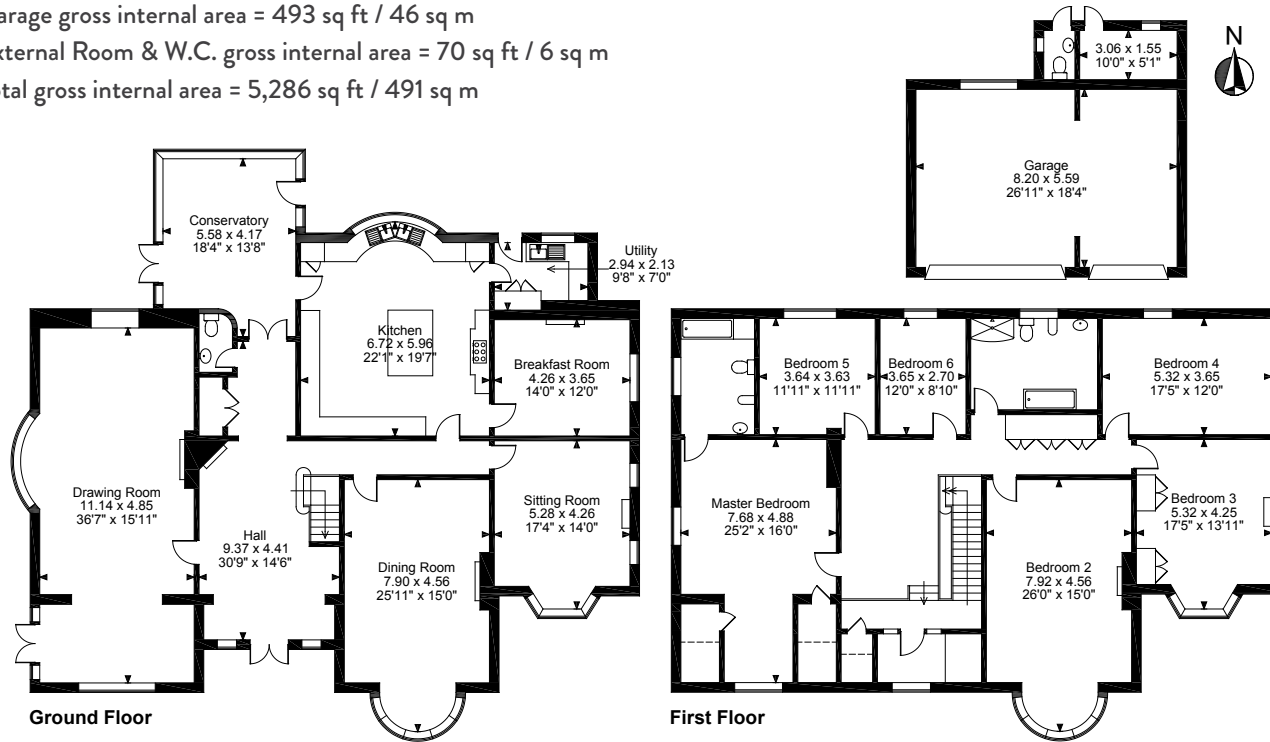 gross internal area = 493 sq ft / 46 sq m
Room & W.C. gross internal area = 70 sq ft / 6 sq m
gross internal area = 5,286 sq ft / 491 sq m
3.06 x 1.55
10'0" x 5'1"
N
Garage
8.20 x 5.59
26'11" x 18'4"
Conservatory
5.58 x 4.17
18'4" x 13'8"
Utility
2.94 x 2.13
9'8" x 7'0"
Kitchen
6.72 x 5.96
22'1" x 19'7"
Breakfast Room
4.26 x 3.65
14'0" x 12'0"
Drawing Room
11.14 x 4.85
36'7" x 15'11"
Hall
9.37 x 4.41
30'9" x 14'6"
Sitting Room
5.28 x 4.26
17'4" x 14'0"
Dining Room
7.90 x 4.56
25'11" x 15'0"
Ground Floor
Bedroom 5
3.64 x 3.63
11'11" x 11'11"
Bedroom 6
3.65 x 2.70
12'0" x 8'10"
Bedroom 4
5.32 x 3.65
17'5" x 12'0"
Master Bedroom
7.68 x 4.88
25'2" x 16'0"
Bedroom 3
5.32 x 4.25
17'5" x 13'11"
Bedroom 2
7.92 x 4.56
26'0" x 15'0"
First Floor